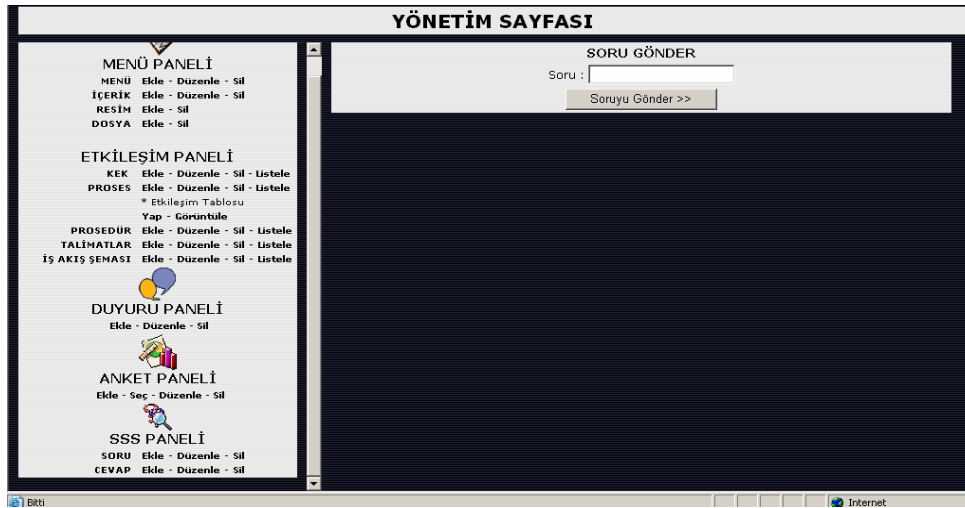 YÖNETİM SAYFASI
MENÜ PANELİ
MENÜ Ekle - Düzenle - Sil
İÇERİK Ekle - Düzenle - Sil
RESİM Ekle - Sil
DOSYA Ekle - Sil
ETKİLEŞİM PANELİ
KEK Ekle - Düzenle - Sil - Listele
PROSES Ekle - Düzenle - Sil - Listele
* Etkileşim Tablosu
Yap - Görüntüle
PROSEDÜR Ekle - Düzenle - Sil - Listele
TALİMATLAR Ekle - Düzenle - Sil - Listele
İŞ AKIŞ ŞEMASI Ekle - Düzenle - Sil - Listele
DUYURU PANELİ
Ekle - Düzenle - Sil
ANKET PANELİ
Ekle - Seç - Düzenle - Sil
SSS PANELİ
SORU Ekle - Düzenle - Sil
CEVAP Ekle - Düzenle - Sil
SORU GÖNDER
Soru :
Soruyu Gönder >>
Bitti
Internet